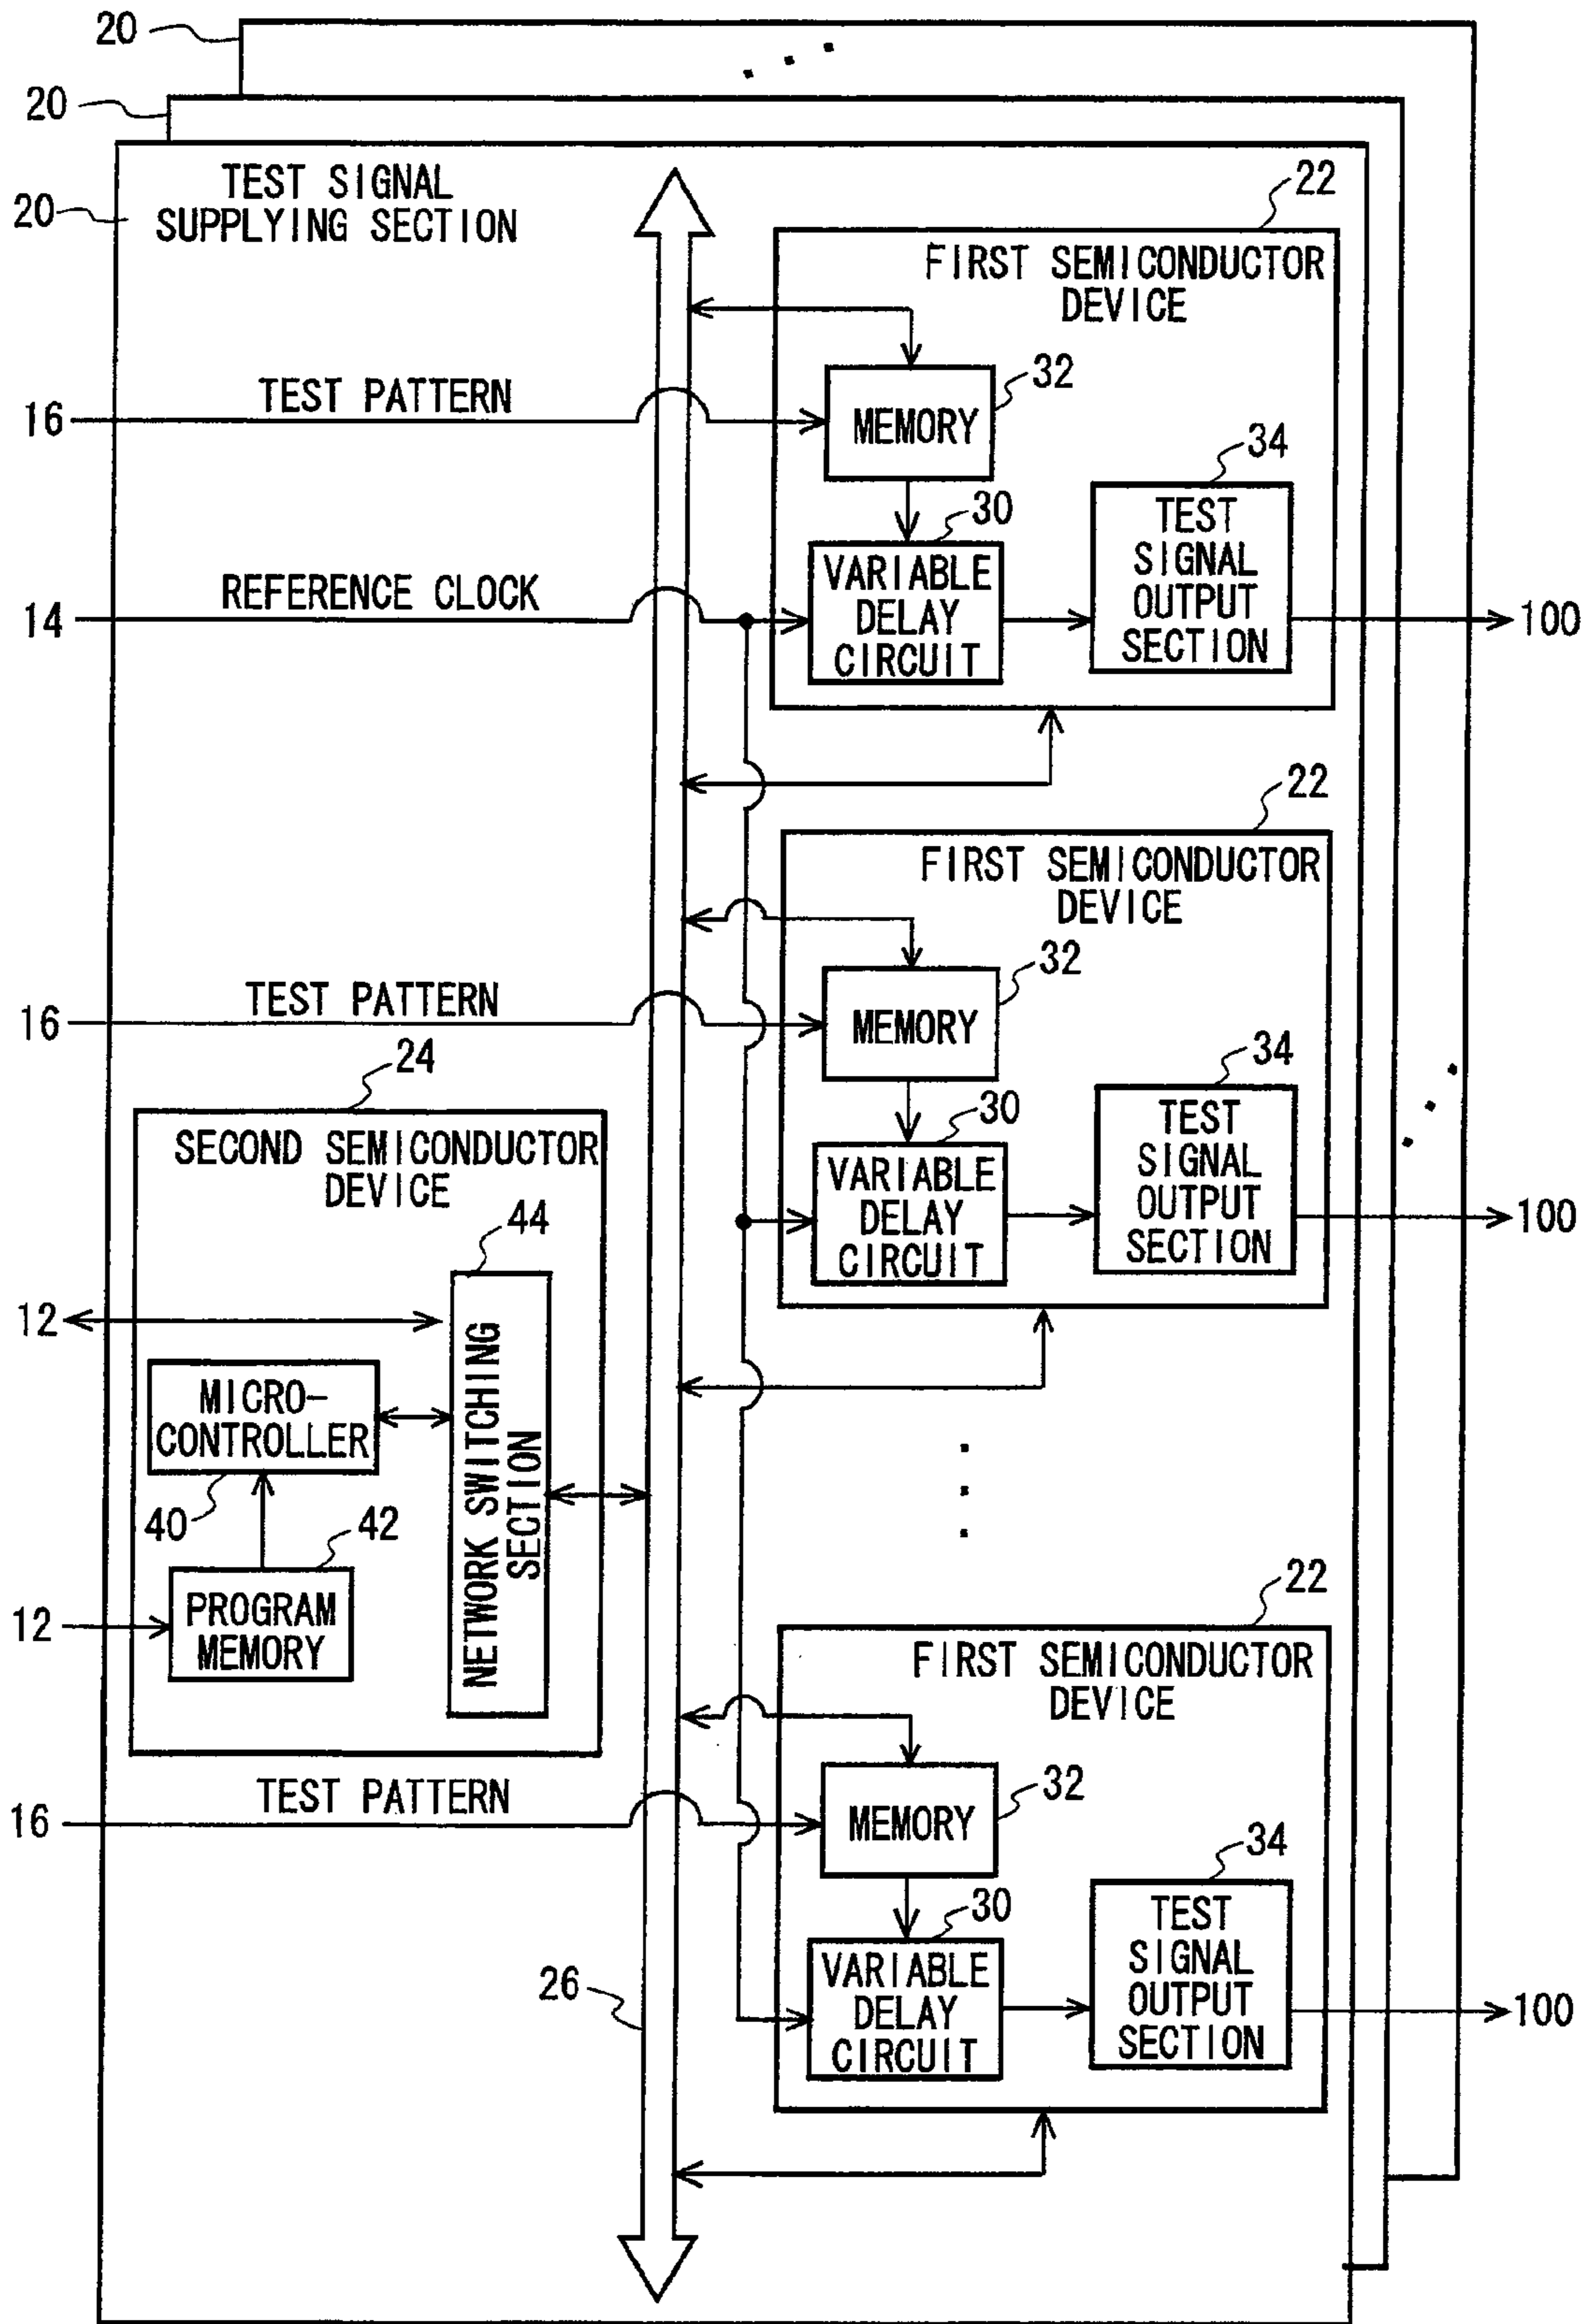 20
20
20
TEST SIGNAL
SUPPLYING SECTION
22
FIRST SEMICONDUCTOR
DEVICE
16
TEST PATTERN
MEMORY
32
34
30
14
REFERENCE CLOCK
VARIABLE
DELAY
CIRCUIT
TEST
SIGNAL
OUTPUT
SECTION
100
22
FIRST SEMICONDUCTOR
DEVICE
16
TEST PATTERN
MEMORY
32
34
30
VARIABLE
DELAY
CIRCUIT
TEST
SIGNAL
OUTPUT
SECTION
100
24
SECOND SEMICONDUCTOR
DEVICE
44
12
MICRO-
CONTROLLER
40
NETWORK SWITCHING
SECTION
42
12
PROGRAM
MEMORY
22
FIRST SEMICONDUCTOR
DEVICE
16
TEST PATTERN
MEMORY
32
34
30
26
VARIABLE
DELAY
CIRCUIT
TEST
SIGNAL
OUTPUT
SECTION
100